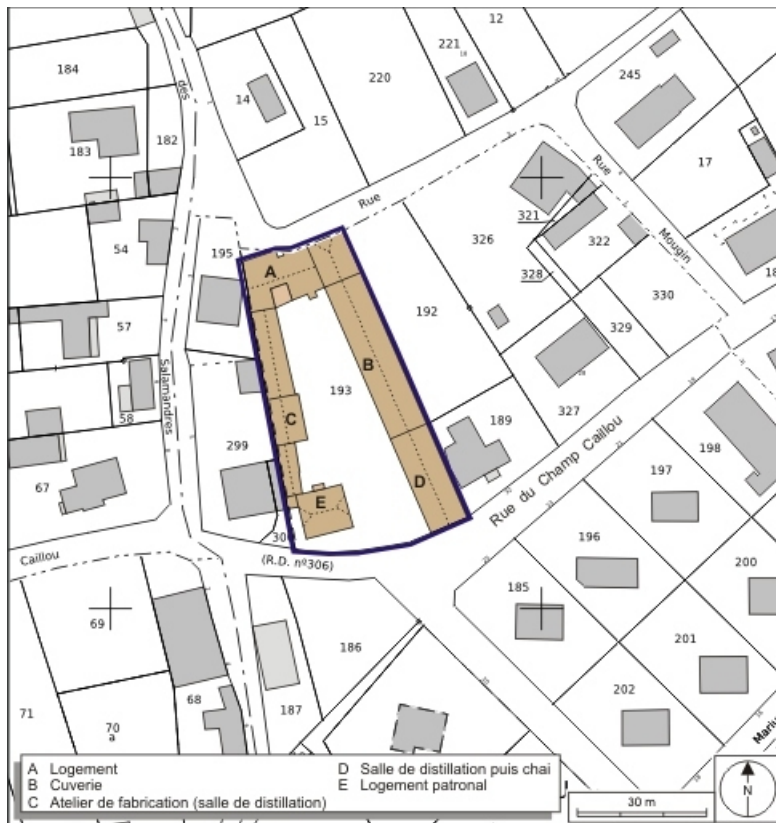 12
221
18
184
14
15
220
245
des
182
183
17
Rue
Rue
Mougin
321
326
322
328
195
54
A
330
192
57
329
B
193
Salamandres
58
C
189
327
299
198
D
67
E
197
Rue du Champ Caillou
300
196
Caillou
(R.D. nº306)
200
185
69
201
186
202
68
187
71
70
a
A Logement
B Cuverie
C Atelier de fabrication (salle de distillation)
D Salle de distillation puis chai
E Logement patronal
30 m
N